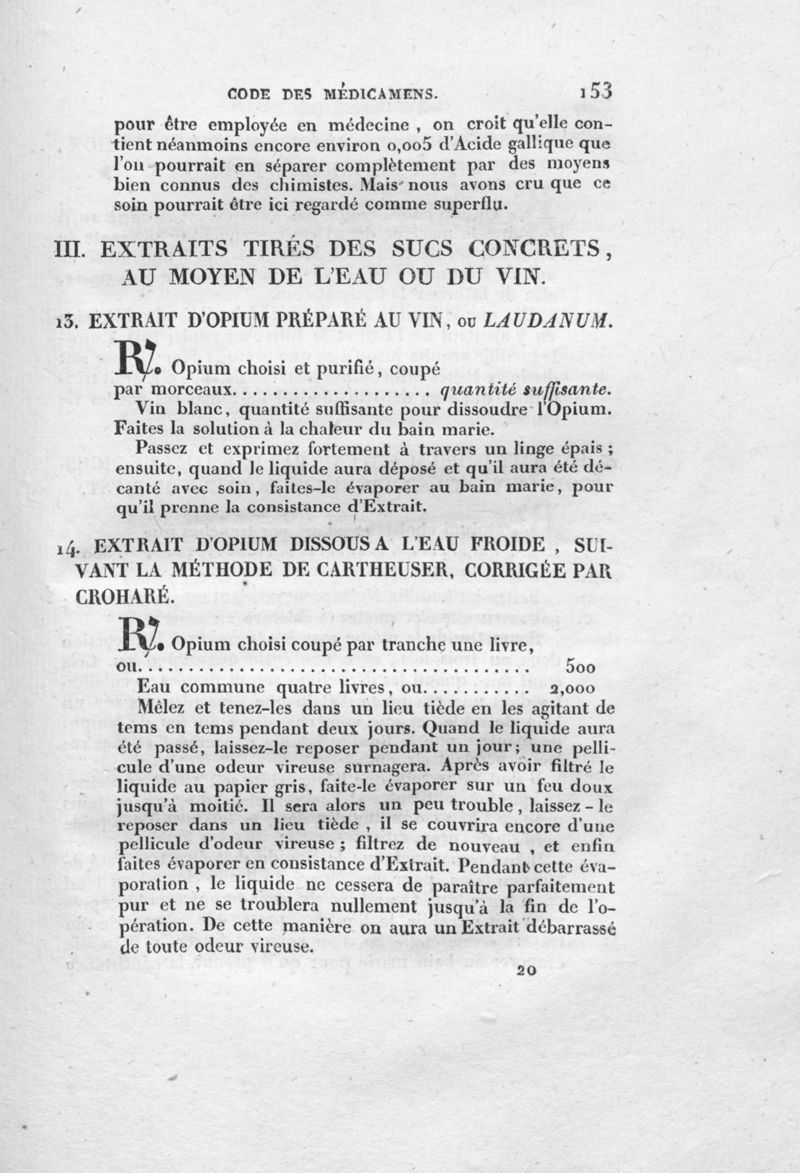 CODE DES MÉDICAMENS. 153
pour être employée en médecine , on croit qu'elle con-
tient néanmoins encore environ 0,005 d'Acide gallique que
l'on pourrait en séparer complètement par des moyens
bien connus des chimistes. Mais nous avons cru que ce
soin pourrait être ici regardé comme superflu.
III. EXTRAITS TIRÉS DES SUCS CONCRETS,
AU MOYEN DE L'EAU OU DU VIN.
13. EXTRAIT D'OPIUM PRÉPARÉ AU VIN, ou LAUDANUM.
℞. Opium choisi et purifié, coupé
par morceaux. . . . . . . . . . . . . . . . . . . . quantité suffisante.
Vin blanc, quantité suffisante pour dissoudre l'Opium.
Faites la solution à la chaleur du bain marie.
Passez et exprimez fortement à travers un linge épais ;
ensuite, quand le liquide aura déposé et qu'il aura été dé-
canté avec soin, faites-le évaporer au bain marie, pour
qu'il prenne la consistance d'Extrait.
14. EXTRAIT D'OPIUM DISSOUS A L'EAU FROIDE , SUI-
VANT LA MÉTHODE DE CARTHEUSER, CORRIGÉE PAR
CROHARÉ.
℞. Opium choisi coupé par tranche une livre,
ou. . . . . . . . . . . . . . . . . . . . . . . . . . . . . . . . . . . . . . 500
Eau commune quatre livres, ou. . . . . . . . . . . 2,000
Mêlez et tenez-les dans un lieu tiède en les agitant de
tems en tems pendant deux jours. Quand le liquide aura
été passé, laissez-le reposer pendant un jour; une pelli-
cule d'une odeur vireuse surnagera. Après avoir filtré le
liquide au papier gris, faite-le évaporer sur un feu doux
jusqu'à moitié. Il sera alors un peu trouble, laissez-le
reposer dans un lieu tiède , il se couvrira encore d'une
pellicule d'odeur vireuse ; filtrez de nouveau , et enfin
faites évaporer en consistance d'Extrait. Pendant cette éva-
poration , le liquide ne cessera de paraître parfaitement
pur et ne se troublera nullement jusqu'à la fin de l'o-
pération. De cette manière on aura un Extrait débarrassé
de toute odeur vireuse.
20